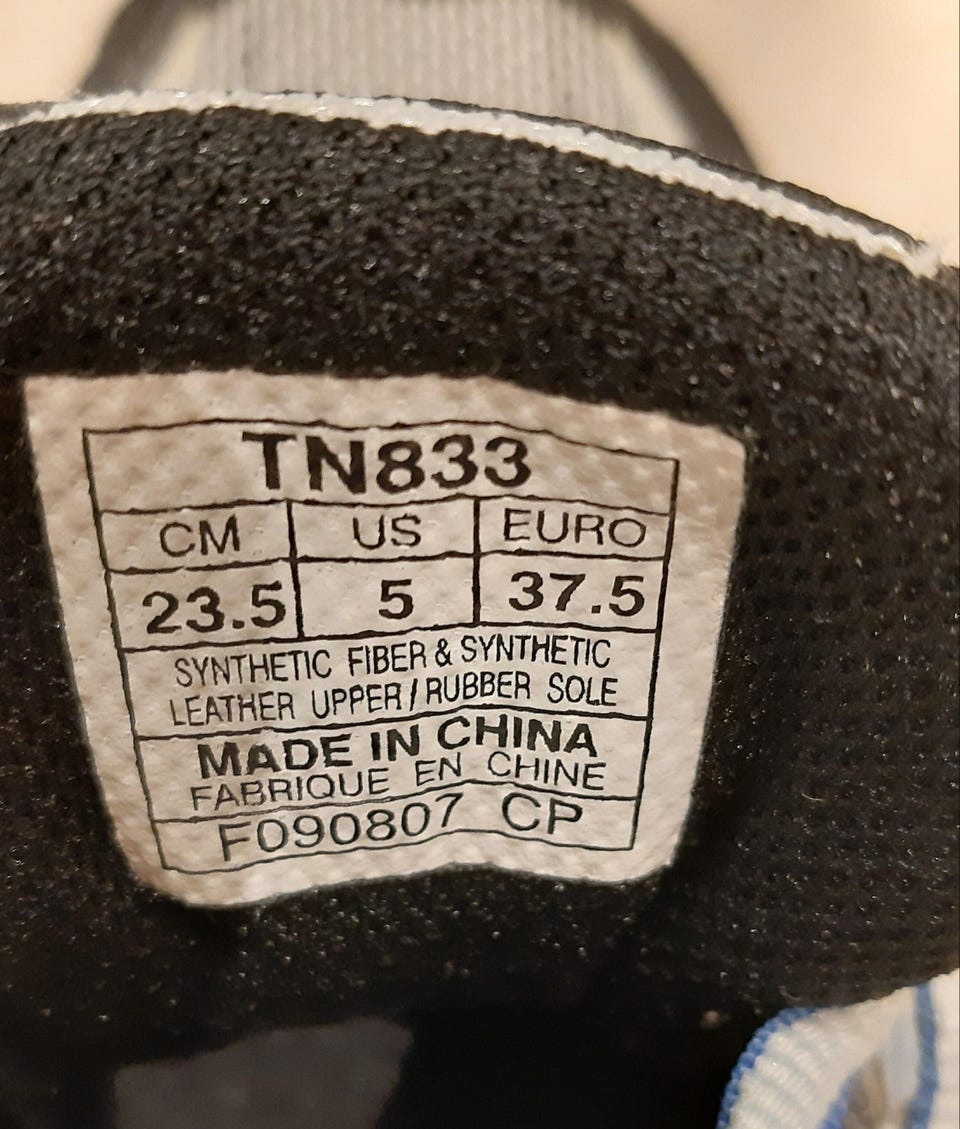 TN833
CM US EURO
23.5 5 37.5
SYNTHETIC FIBER & SYNTHETIC
LEATHER UPPER / RUBBER SOLE
MADE IN CHINA
FABRIQUE EN CHINE
F090807 CP